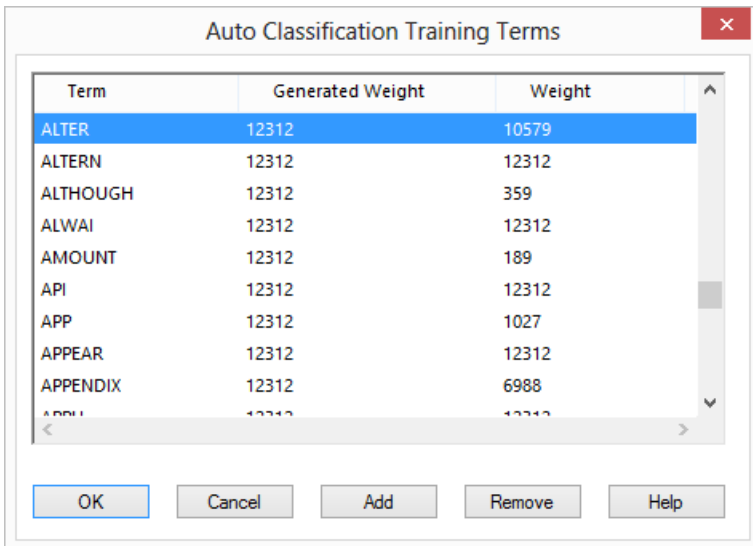 Auto Classification Training Terms
Term Generated Weight Weight
ALTER 12312 10579
ALTERN 12312 12312
ALTHOUGH 12312 359
ALWAI 12312 12312
AMOUNT 12312 189
API 12312 12312
APP 12312 1027
APPEAR 12312 12312
APPENDIX 12312 6988
12312 12312
OK Cancel Add Remove Help